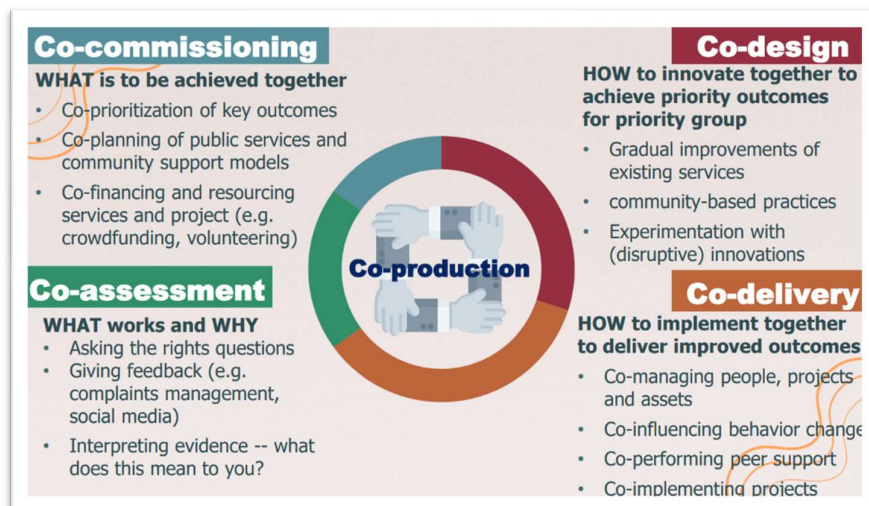 Co-commissioning
WHAT is to be achieved together
• Co-prioritization of key outcomes
• Co-planning of public services and
community support models
• Co-financing and resourcing
services and project (e.g.
crowdfunding, volunteering)
Co-design
HOW to innovate together to
achieve priority outcomes
for priority group
• Gradual improvements of
existing services
• community-based practices
• Experimentation with
(disruptive) innovations
Co-production
Co-assessment
WHAT works and WHY
• Asking the rights questions
• Giving feedback (e.g.
complaints management,
social media)
• Interpreting evidence -- what
does this mean to you?
Co-delivery
HOW to implement together
to deliver improved outcomes
• Co-managing people, projects
and assets
• Co-influencing behavior change
• Co-performing peer support
• Co-implementing projects